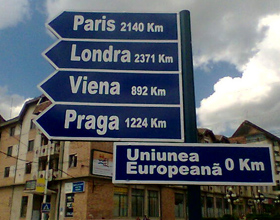 Paris 2140 Km
Londra 2371 Km
Viena 892 Km
Praga 1224 Km
Uniunea
Europeană 0 Km